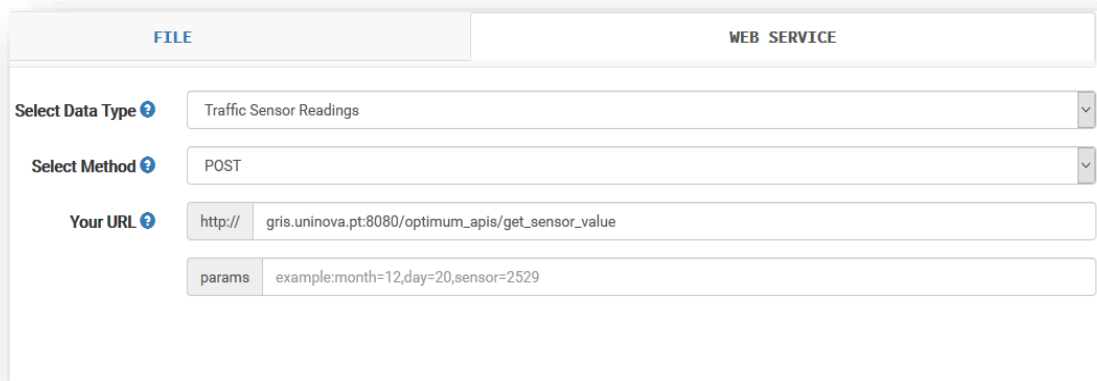 FILE
WEB SERVICE
Select Data Type ?
Traffic Sensor Readings
Select Method ?
POST
Your URL ?
http://
gris.uninova.pt:8080/optimum_apis/get_sensor_value
params
example:month=12,day=20,sensor=2529